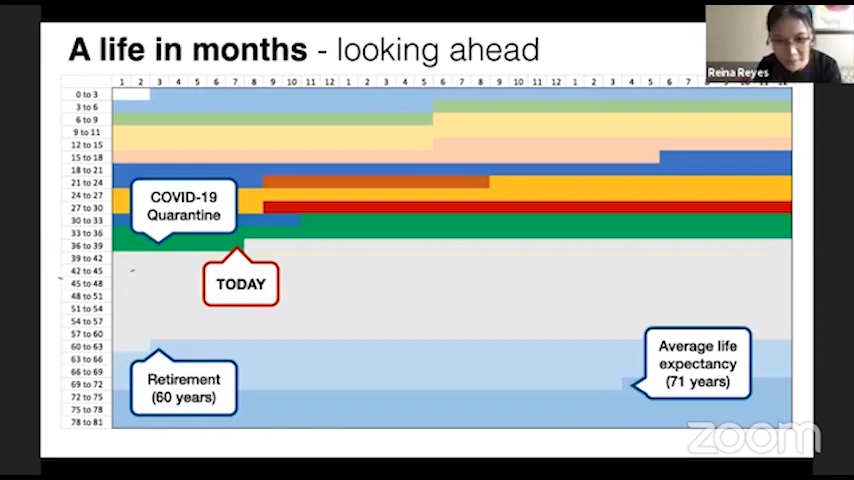 A life in months - looking ahead
Reina Reyes
1 2 3 4 5 6 7 8 9 10 11 12 1 2 3 4 5 6 7 8 9 10 11 12 1 2 3 4 5 6 7 8
0 to 3
3 to 6
6 to 9
9 to 11
12 to 15
15 to 18
18 to 21
21 to 24
24 to 27
27 to 30
30 to 33
33 to 36
36 to 39
39 to 42
42 to 45
45 to 48
48 to 51
51 to 54
54 to 57
57 to 60
60 to 63
63 to 66
66 to 69
69 to 72
72 to 75
75 to 78
78 to 81
COVID-19
Quarantine
TODAY
Retirement
(60 years)
Average life
expectancy
(71 years)
zoom